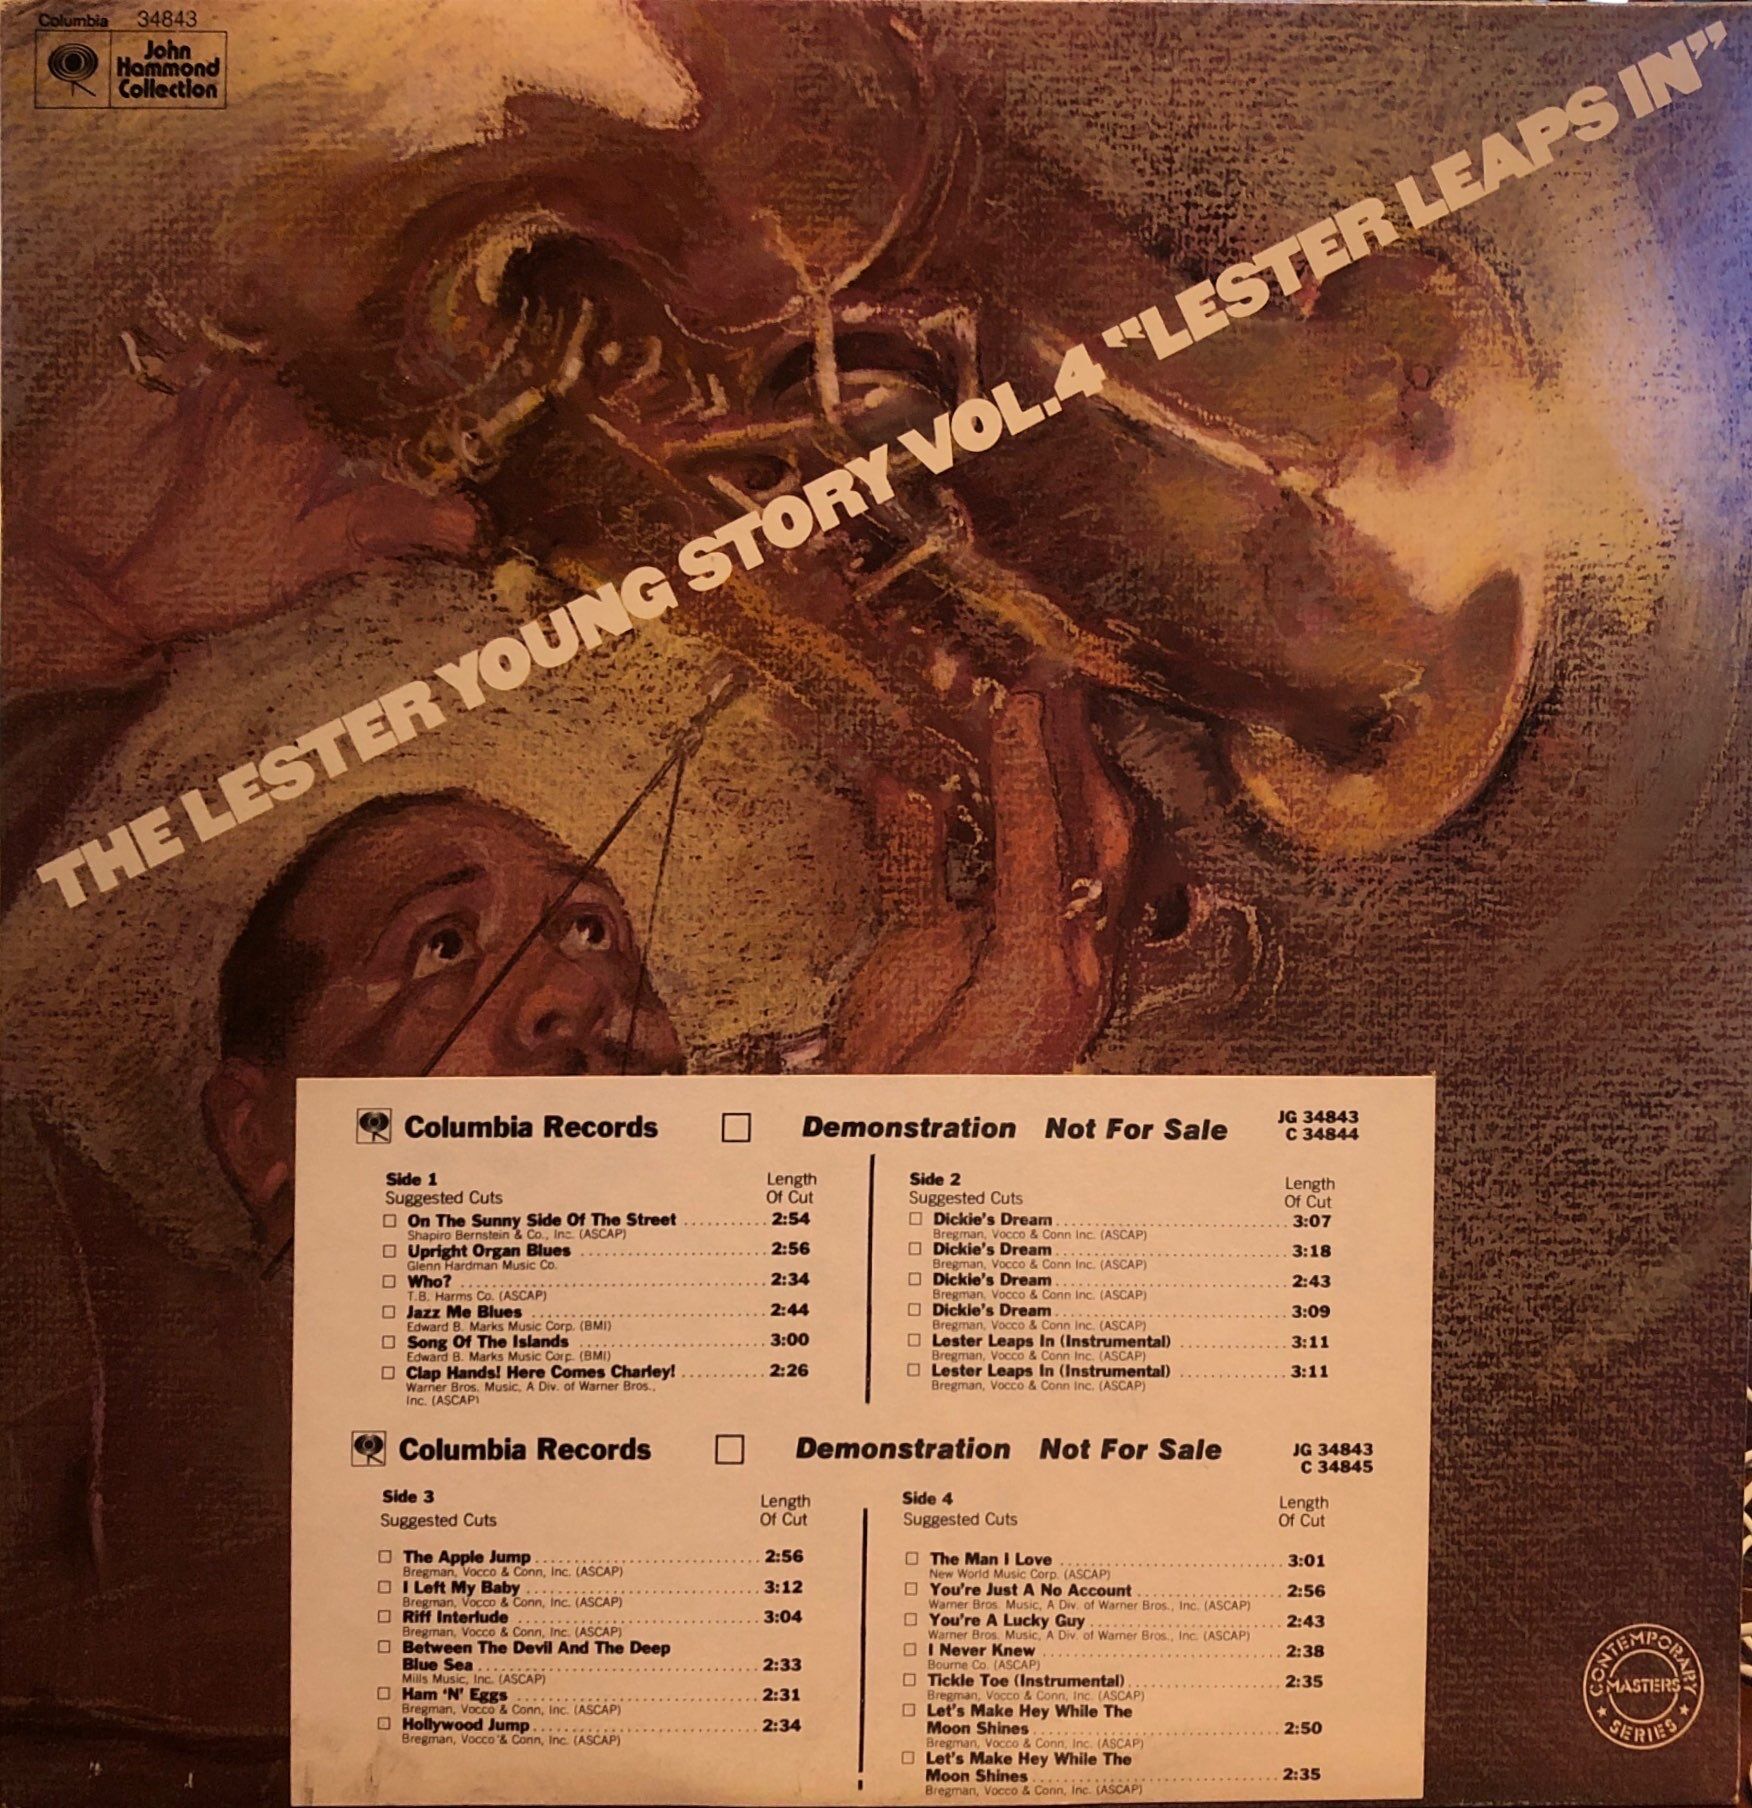 Columbia 34843
John
Hammond
Collection
THE LESTER YOUNG STORY VOL.4 "LESTER LEAPS IN"
Columbia Records Demonstration Not For Sale JG 34843
C 34844
Side 1 Length
Suggested Cuts Of Cut
On The Sunny Side Of The Street 2:54
Shapiro Bernstein & Co., Inc. (ASCAP)
Upright Organ Blues 2:56
Glenn Hardman Music Co.
Who? 2:34
T.B. Harms Co. (ASCAP)
Jazz Me Blues 2:44
Edward B. Marks Music Corp. (BMI)
Song Of The Islands 3:00
Edward B. Marks Music Corp. (BMI)
Clap Hands! Here Comes Charley! 2:26
Warner Bros. Music, A Div. of Warner Bros.,
Inc. (ASCAP)
Side 2 Length
Suggested Cuts Of Cut
Dickie's Dream 3:07
Bregman, Vocco & Conn Inc. (ASCAP)
Dickie's Dream 3:18
Bregman, Vocco & Conn Inc. (ASCAP)
Dickie's Dream 2:43
Bregman, Vocco & Conn Inc. (ASCAP)
Dickie's Dream 3:09
Bregman, Vocco & Conn Inc. (ASCAP)
Lester Leaps In (Instrumental) 3:11
Bregman, Vocco & Conn Inc. (ASCAP)
Lester Leaps In (Instrumental) 3:11
Bregman, Vocco & Conn Inc. (ASCAP)
Columbia Records Demonstration Not For Sale JG 34843
C 34845
Side 3 Length
Suggested Cuts Of Cut
The Apple Jump 2:56
Bregman, Vocco & Conn, Inc. (ASCAP)
I Left My Baby 3:12
Bregman, Vocco & Conn, Inc. (ASCAP)
Riff Interlude 3:04
Bregman, Vocco & Conn, Inc. (ASCAP)
Between The Devil And The Deep
Blue Sea 2:33
Mills Music, Inc. (ASCAP)
Ham 'N' Eggs 2:31
Bregman, Vocco & Conn, Inc. (ASCAP)
Hollywood Jump 2:34
Bregman, Vocco & Conn, Inc. (ASCAP)
Side 4 Length
Suggested Cuts Of Cut
The Man I Love 3:01
New World Music Corp. (ASCAP)
You're Just A No Account 2:56
Warner Bros. Music, A Div. of Warner Bros., Inc. (ASCAP)
You're A Lucky Guy 2:43
Warner Bros. Music, A Div. of Warner Bros., Inc. (ASCAP)
I Never Knew 2:38
Bourne Co. (ASCAP)
Tickle Toe (Instrumental) 2:35
Bregman, Vocco & Conn, Inc. (ASCAP)
Let's Make Hey While The
Moon Shines 2:50
Bregman, Vocco & Conn, Inc. (ASCAP)
Let's Make Hey While The
Moon Shines 2:35
Bregman, Vocco & Conn, Inc. (ASCAP)
CONTEMPORARY
MASTERS
SERIES